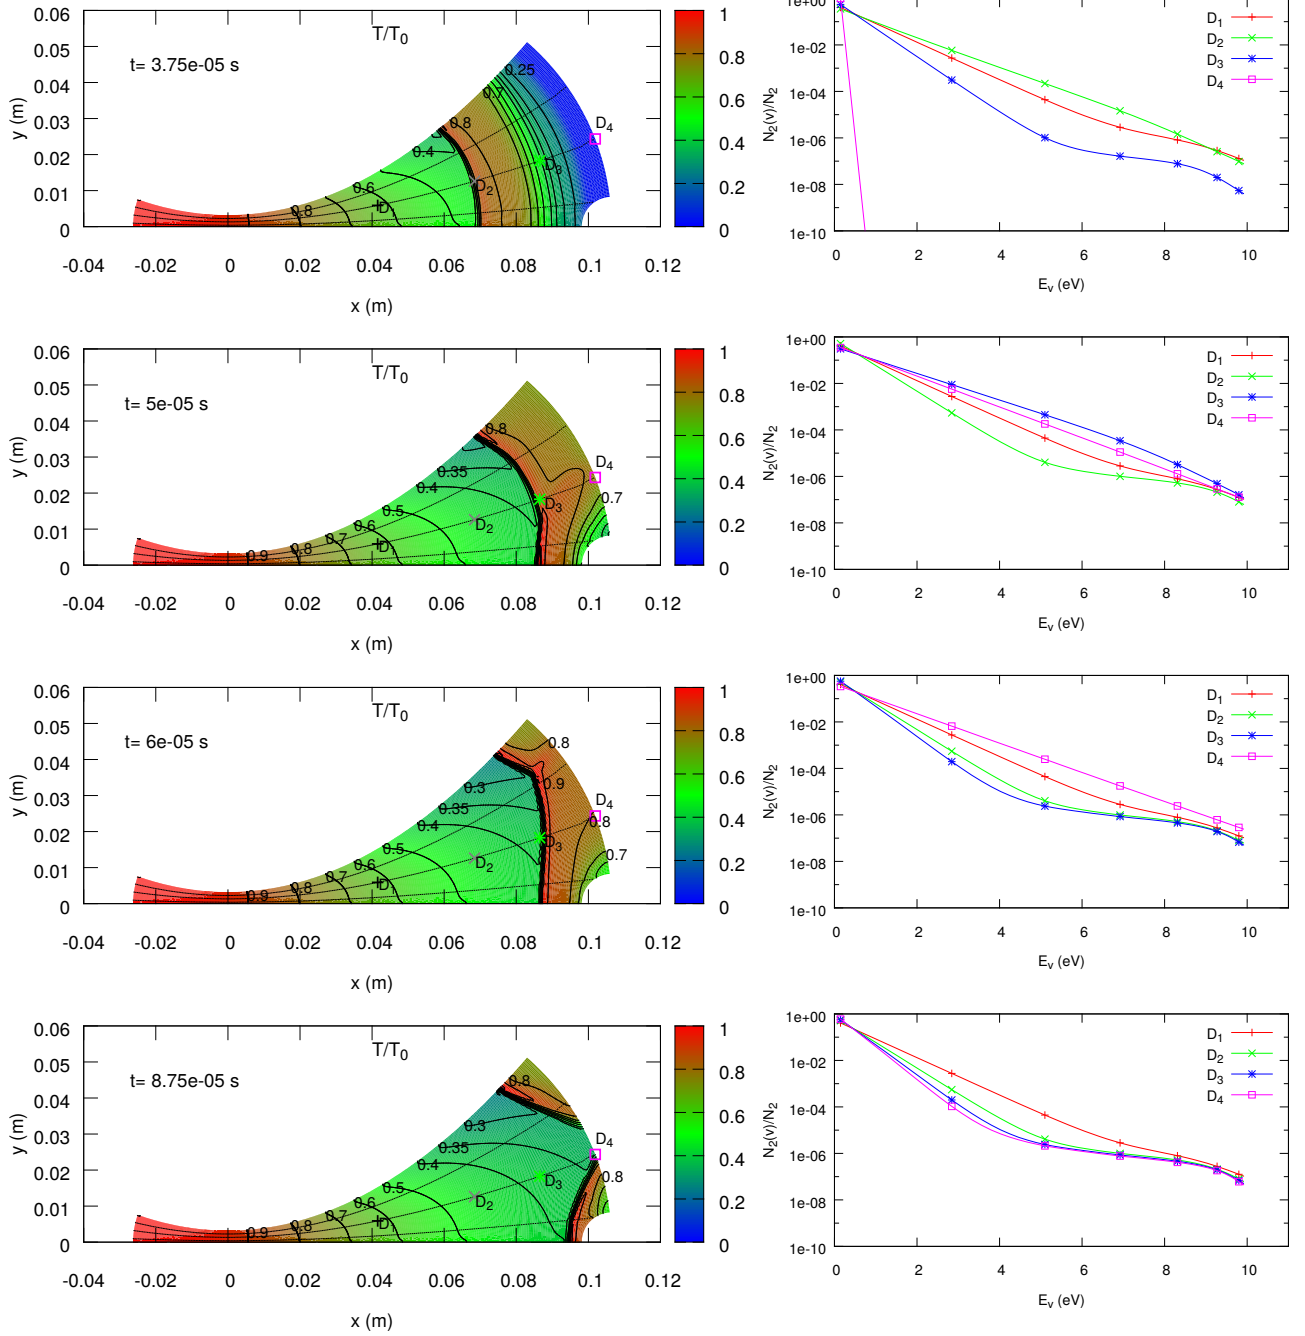 T/T0
t= 3.75e-05 s
y (m)
0.06
0.05
0.04
0.03
0.02
0.01
0
-0.04 -0.02 0 0.02 0.04 0.06 0.08 0.1 0.12
x (m)
0.25
0.7
0.8
0.4
0.6
0.8
D1
D2
D3
D4
1
0.8
0.6
0.4
0.2
0
N2(v)/N2
1e+00
1e-02
1e-04
1e-06
1e-08
1e-10
0 2 4 6 8 10
Ev (eV)
D1
D2
D3
D4
T/T0
t= 5e-05 s
y (m)
0.06
0.05
0.04
0.03
0.02
0.01
0
-0.04 -0.02 0 0.02 0.04 0.06 0.08 0.1 0.12
x (m)
0.8
0.35
0.4
0.5
0.6
0.7
0.8
0.9
0.7
D1
D2
D3
D4
1
0.8
0.6
0.4
0.2
0
N2(v)/N2
1e+00
1e-02
1e-04
1e-06
1e-08
1e-10
0 2 4 6 8 10
Ev (eV)
D1
D2
D3
D4
T/T0
t= 6e-05 s
y (m)
0.06
0.05
0.04
0.03
0.02
0.01
0
-0.04 -0.02 0 0.02 0.04 0.06 0.08 0.1 0.12
x (m)
0.8
0.9
0.3
0.35
0.4
0.5
0.6
0.7
0.8
0.9
0.8
0.7
D1
D2
D3
D4
1
0.8
0.6
0.4
0.2
0
N2(v)/N2
1e+00
1e-02
1e-04
1e-06
1e-08
1e-10
0 2 4 6 8 10
Ev (eV)
D1
D2
D3
D4
T/T0
t= 8.75e-05 s
y (m)
0.06
0.05
0.04
0.03
0.02
0.01
0
-0.04 -0.02 0 0.02 0.04 0.06 0.08 0.1 0.12
x (m)
0.8
0.3
0.35
0.4
0.5
0.6
0.7
0.8
0.9
0.8
D1
D2
D3
D4
1
0.8
0.6
0.4
0.2
0
N2(v)/N2
1e+00
1e-02
1e-04
1e-06
1e-08
1e-10
0 2 4 6 8 10
Ev (eV)
D1
D2
D3
D4